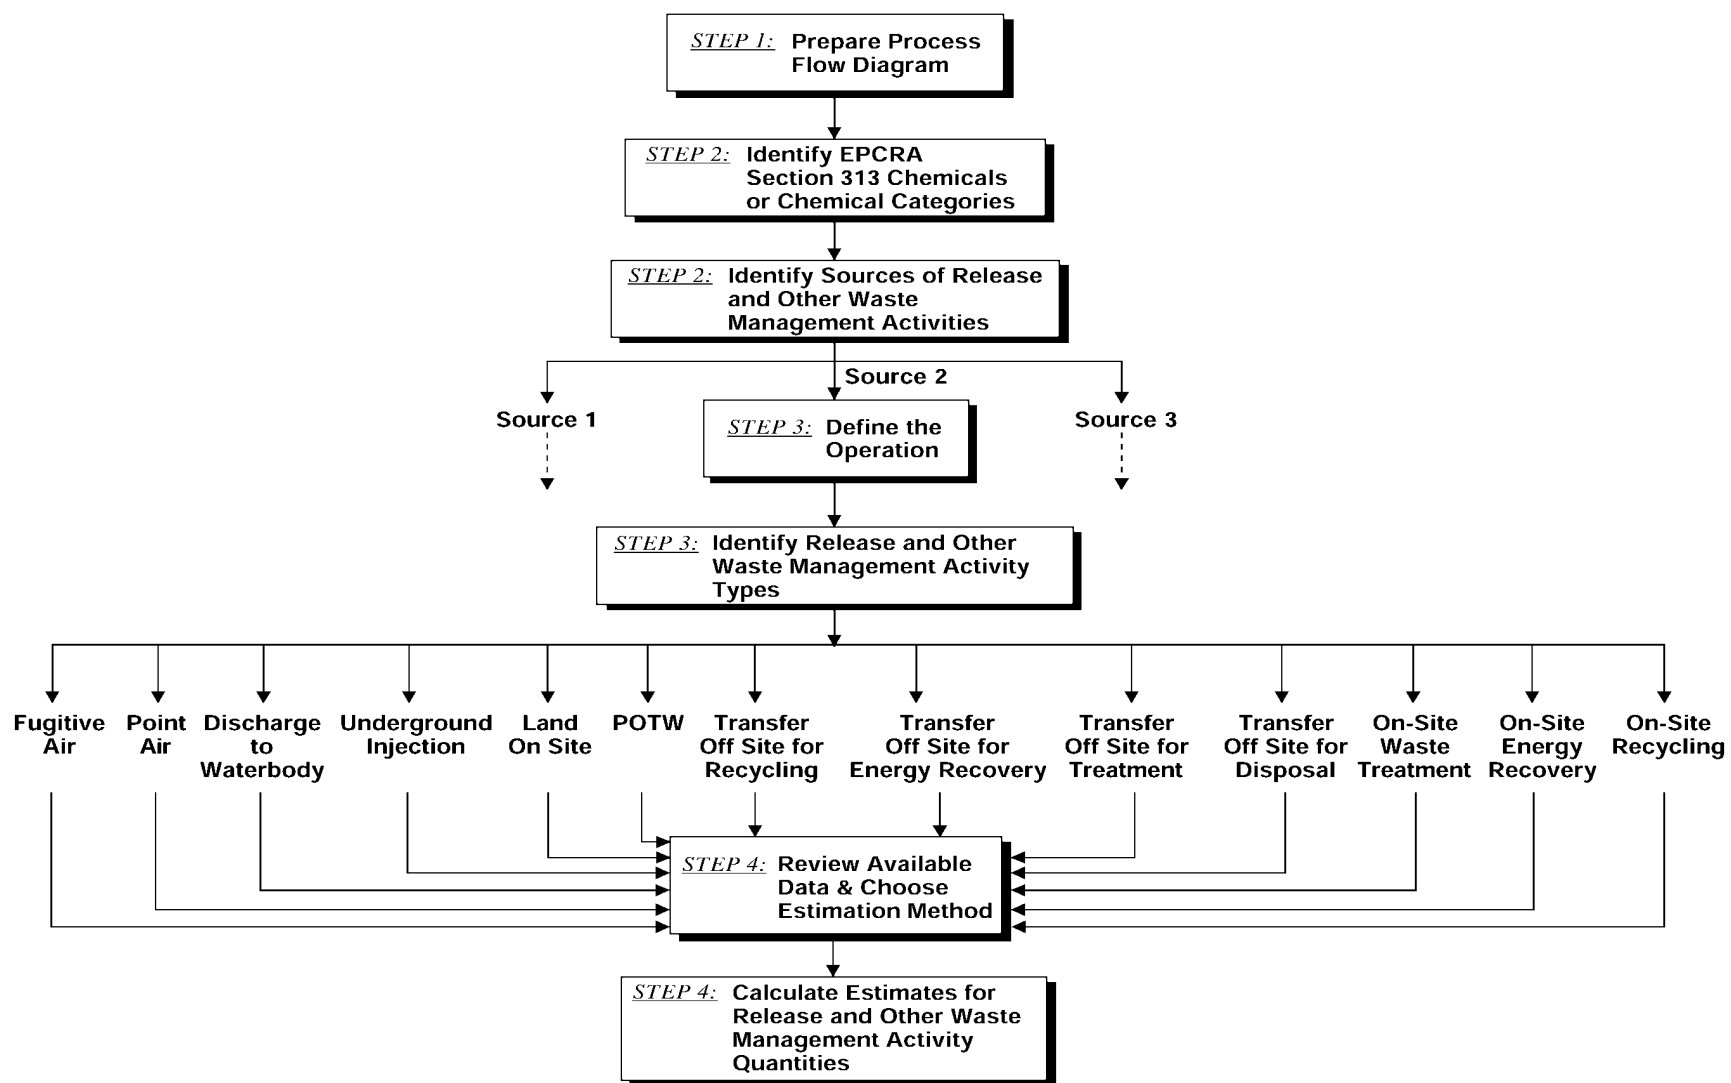 STEP 1: Prepare Process
Flow Diagram
STEP 2: Identify EPCRA
Section 313 Chemicals
or Chemical Categories
STEP 2: Identify Sources of Release
and Other Waste
Management Activities
Source 1
Source 2
Source 3
STEP 3: Define the
Operation
STEP 3: Identify Release and Other
Waste Management Activity
Types
Fugitive
Air
Point
Air
Discharge
to
Waterbody
Underground
Injection
Land
On Site
POTW
Transfer
Off Site for
Recycling
Transfer
Off Site for
Energy Recovery
Transfer
Off Site for
Treatment
Transfer
Off Site for
Disposal
On-Site
Waste
Treatment
On-Site
Energy
Recovery
On-Site
Recycling
STEP 4: Review Available
Data & Choose
Estimation Method
STEP 4: Calculate Estimates for
Release and Other Waste
Management Activity
Quantities